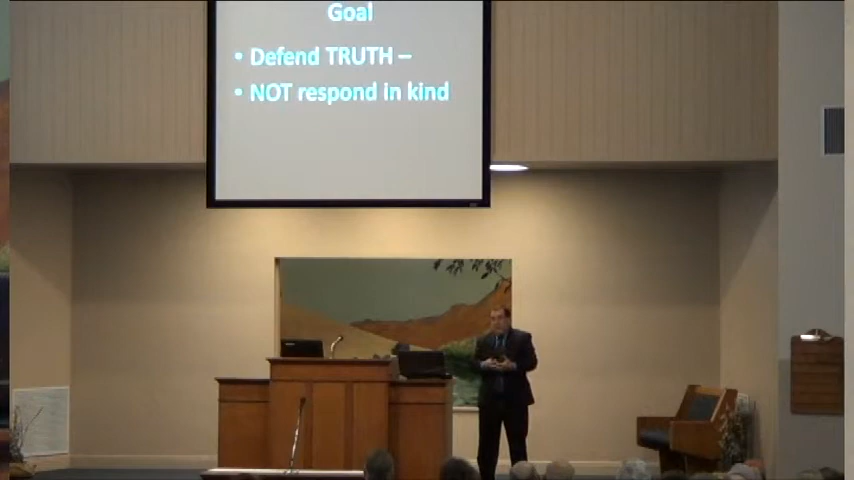 Goal
• Defend TRUTH –
• NOT respond in kind